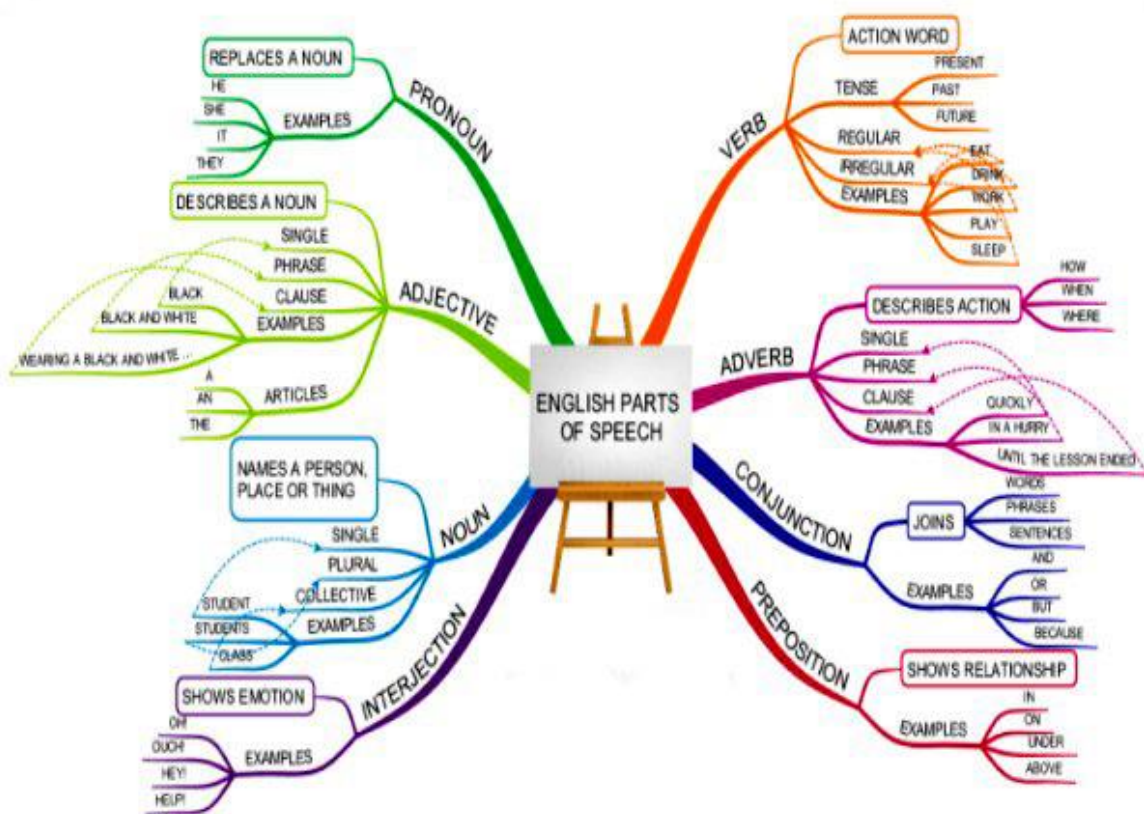 ENGLISH PARTS
OF SPEECH
PRONOUN
REPLACES A NOUN
EXAMPLES
HE
SHE
IT
THEY
ADJECTIVE
DESCRIBES A NOUN
SINGLE
PHRASE
CLAUSE
EXAMPLES
BLACK
BLACK AND WHITE
WEARING A BLACK AND WHITE ...
ARTICLES
A
AN
THE
NOUN
NAMES A PERSON,
PLACE OR THING
SINGLE
PLURAL
COLLECTIVE
EXAMPLES
STUDENT
STUDENTS
CLASS
INTERJECTION
SHOWS EMOTION
EXAMPLES
OH!
OUCH!
HEY!
HELP!
VERB
ACTION WORD
TENSE
PRESENT
PAST
FUTURE
REGULAR
IRREGULAR
EXAMPLES
EAT
DRINK
WORK
PLAY
SLEEP
ADVERB
DESCRIBES ACTION
HOW
WHEN
WHERE
SINGLE
PHRASE
CLAUSE
EXAMPLES
QUICKLY
IN A HURRY
UNTIL THE LESSON ENDED
CONJUNCTION
JOINS
WORDS
PHRASES
SENTENCES
EXAMPLES
AND
OR
BUT
BECAUSE
PREPOSITION
SHOWS RELATIONSHIP
EXAMPLES
IN
ON
UNDER
ABOVE